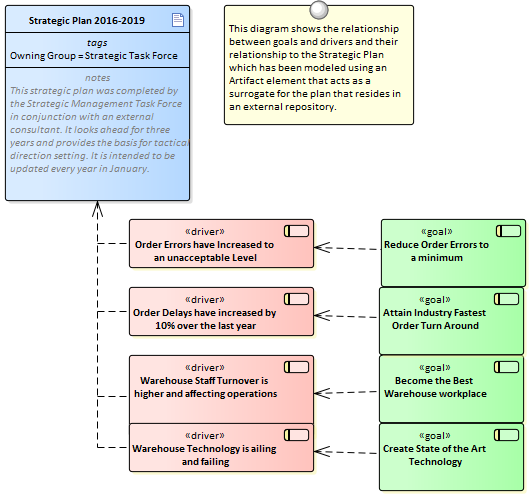 Strategic Plan 2016-2019
tags
Owning Group = Strategic Task Force
notes
This strategic plan was completed by
the Strategic Management Task Force
in conjunction with an external
consultant. It looks ahead for three
years and provides the basis for tactical
direction setting. It is intended to be
updated every year in January.
This diagram shows the relationship
between goals and drivers and their
relationship to the Strategic Plan
which has been modeled using an
Artifact element that acts as a
surrogate for the plan that resides in
an external repository.
«driver»
Order Errors have Increased to
an unacceptable Level
«goal»
Reduce Order Errors to
a minimum
«driver»
Order Delays have increased by
10% over the last year
«goal»
Attain Industry Fastest
Order Turn Around
«driver»
Warehouse Staff Turnover is
higher and affecting operations
«goal»
Become the Best
Warehouse workplace
«driver»
Warehouse Technology is ailing
and failing
«goal»
Create State of the Art
Technology